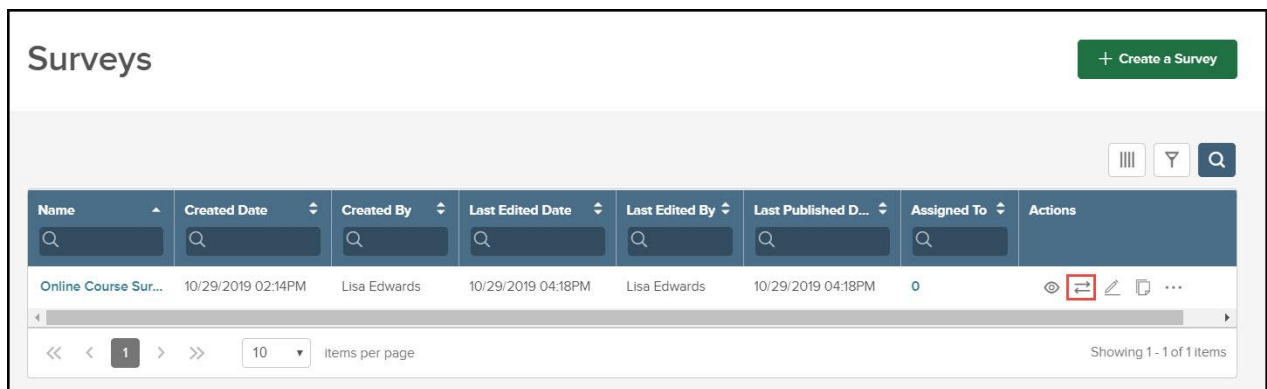 Surveys
+ Create a Survey
Name Created Date Created By Last Edited Date Last Edited By Last Published D... Assigned To Actions
Online Course Sur... 10/29/2019 02:14PM Lisa Edwards 10/29/2019 04:18PM Lisa Edwards 10/29/2019 04:18PM 0
1 10 items per page Showing 1 - 1 of 1 items